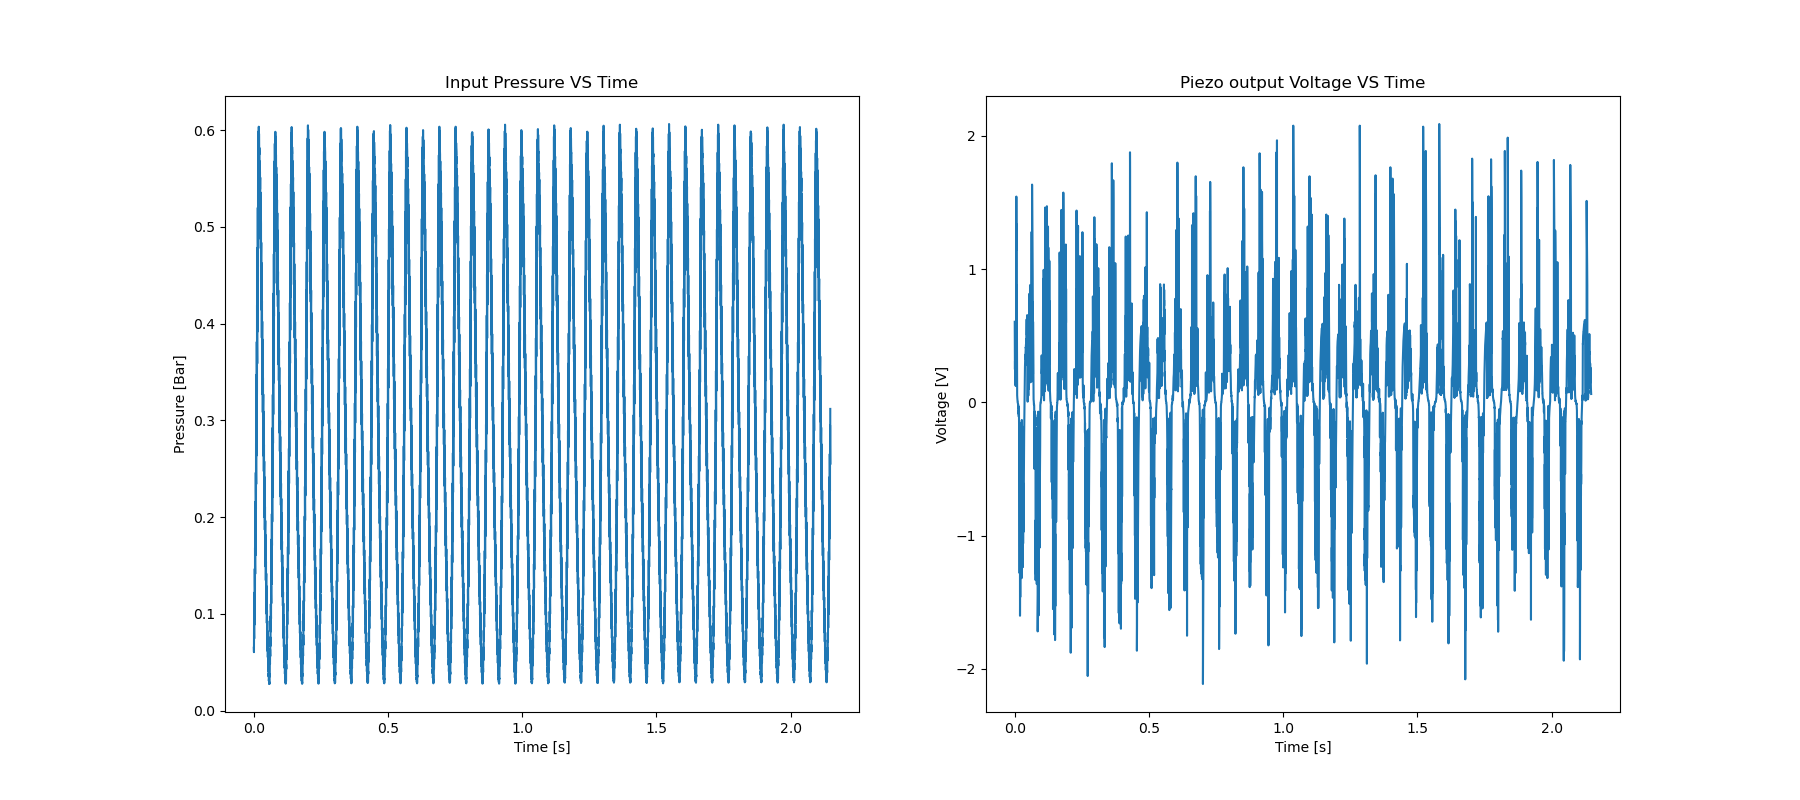 Input Pressure VS Time
0.6
0.5
0.4
0.3
0.2
0.1
0.0
Pressure [Bar]
0.0 0.5 1.0 1.5 2.0
Time [s]
Piezo output Voltage VS Time
2
1
0
−1
−2
Voltage [V]
0.0 0.5 1.0 1.5 2.0
Time [s]